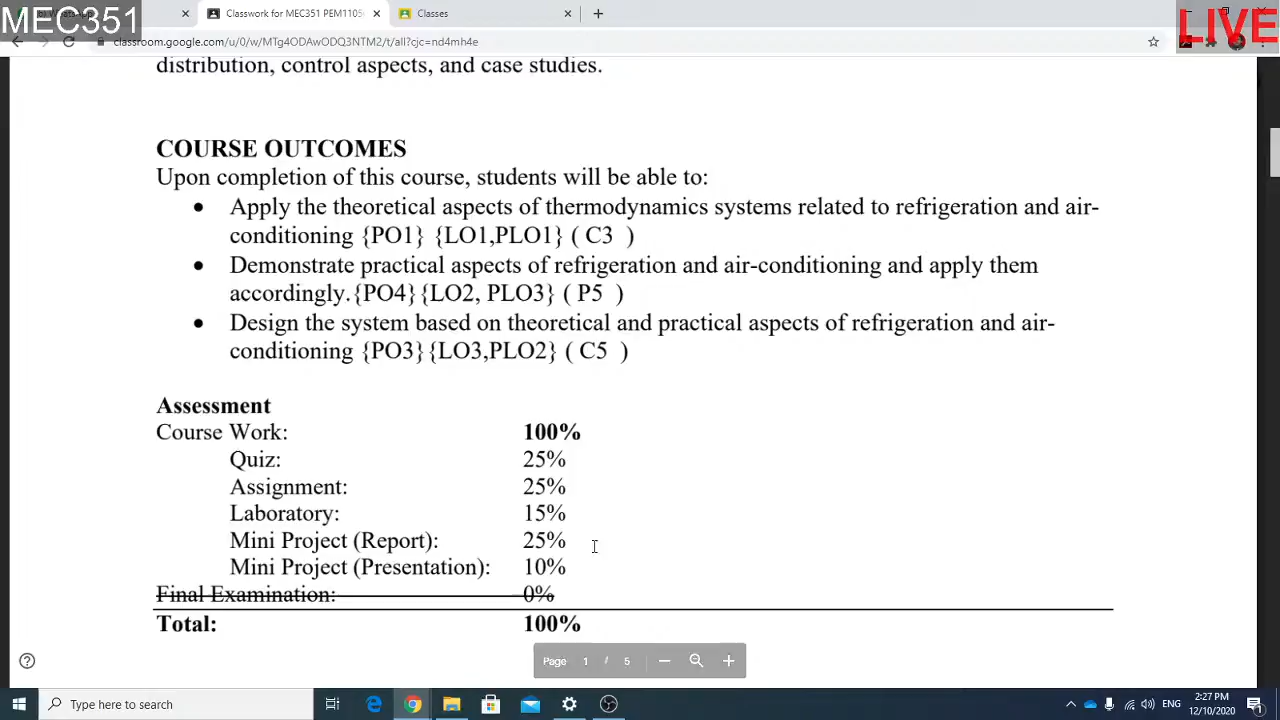 MEC351
Classwork for MEC351 PEM1105
Classes
LIVE
classroom.google.com/u/0/w/MTg4ODAwODQ3NTM2/t/all?cjc=nd4mh4e
distribution, control aspects, and case studies.
COURSE OUTCOMES
Upon completion of this course, students will be able to:
• Apply the theoretical aspects of thermodynamics systems related to refrigeration and air-
conditioning {PO1} {LO1,PLO1} ( C3 )
• Demonstrate practical aspects of refrigeration and air-conditioning and apply them
accordingly.{PO4}{LO2, PLO3} ( P5 )
• Design the system based on theoretical and practical aspects of refrigeration and air-
conditioning {PO3}{LO3,PLO2} ( C5 )
Assessment
Course Work: 100%
Quiz: 25%
Assignment: 25%
Laboratory: 15%
Mini Project (Report): 25%
Mini Project (Presentation): 10%
Final Examination: 0%
Total: 100%
Page 1 / 5
Type here to search
ENG
2:27 PM
12/10/2020